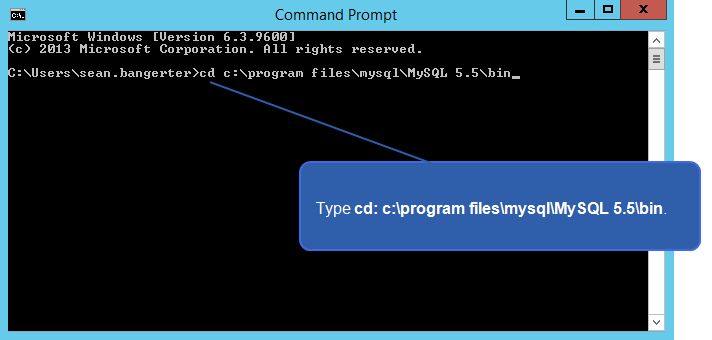 Command Prompt
Microsoft Windows [Version 6.3.9600]
(c) 2013 Microsoft Corporation. All rights reserved.
C:\Users\sean.bangerter>cd c:\program files\mysql\MySQL 5.5\bin_
Type cd: c:\program files\mysql\MySQL 5.5\bin.